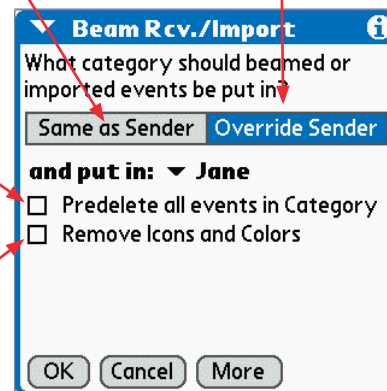 Beam Rcv./Import i
What category should beamed or
imported events be put in?
Same as Sender Override Sender
and put in: Jane
Predelete all events in Category
Remove Icons and Colors
OK Cancel More